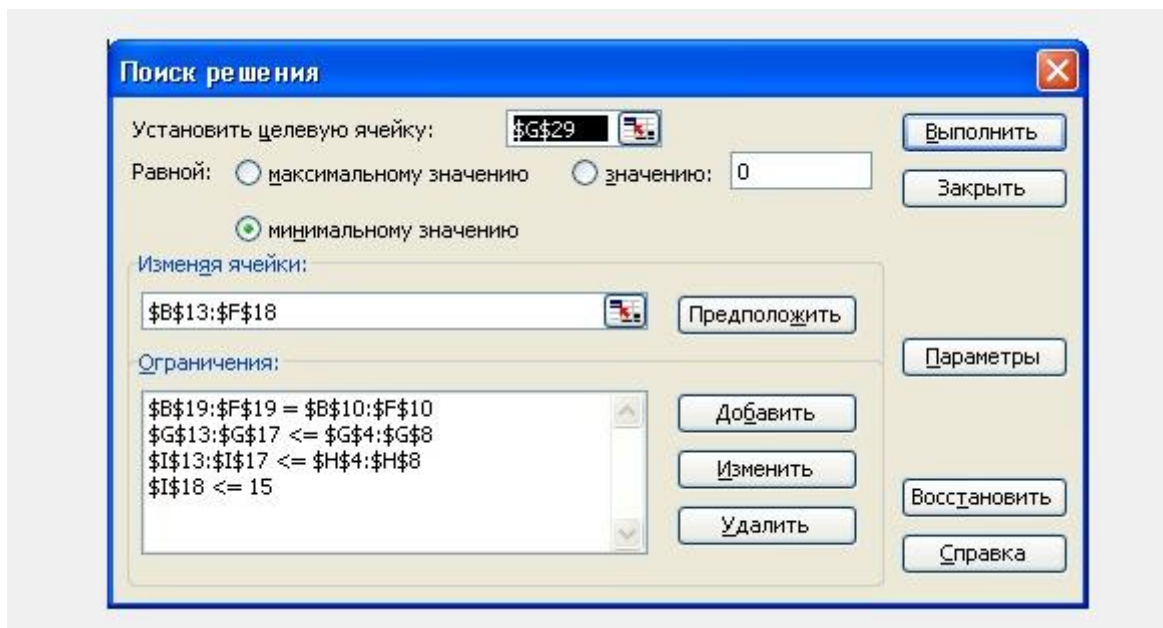 Поиск решения
Установить целевую ячейку: $G$29 Выполнить
Равной: максимальному значению значению: 0 Закрыть
минимальному значению
Изменяя ячейки:
$B$13:$F$18 Предположить
Ограничения: Параметры
$B$19:$F$19 = $B$10:$F$10 Добавить
$G$13:$G$17 <= $G$4:$G$8
$I$13:$I$17 <= $H$4:$H$8 Изменить
$I$18 <= 15
Восстановить
Удалить
Справка